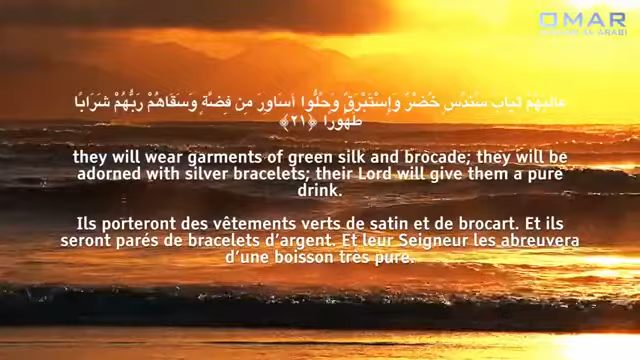 OMAR
HISHAM AL ARABI
عَالِيَهُمْ ثِيَابُ سُنْدُسٍ خُضْرٌ وَإِسْتَبْرَقٌ وَحُلُّوا أَسَاوِرَ مِن فِضَّةٍ وَسَقَاهُمْ رَبُّهُمْ شَرَابًا
طَهُورًا ﴿٢١﴾
they will wear garments of green silk and brocade; they will be
adorned with silver bracelets; their Lord will give them a pure
drink.
Ils porteront des vêtements verts de satin et de brocart. Et ils
seront parés de bracelets d’argent. Et leur Seigneur les abreuvera
d’une boisson très pure.